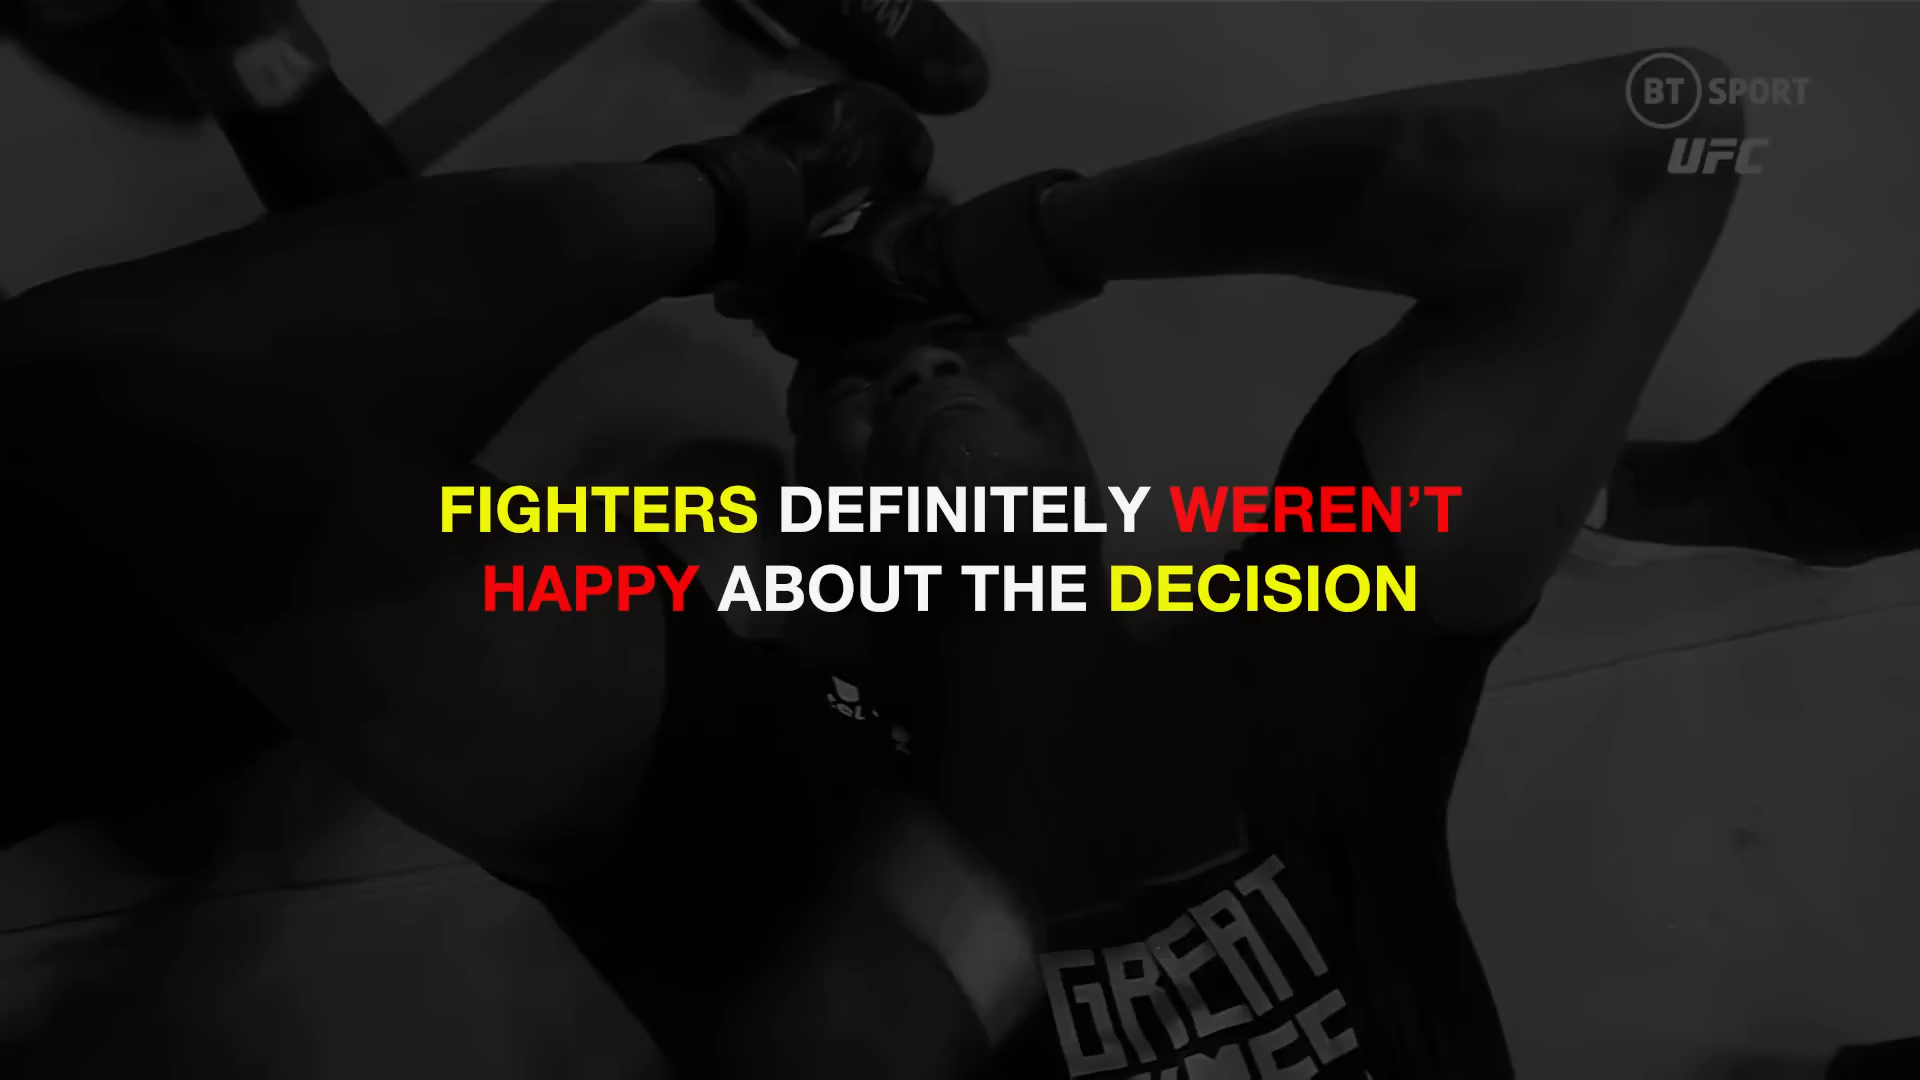 BT SPORT
UFC
FIGHTERS DEFINITELY WEREN’T
HAPPY ABOUT THE DECISION
GREAT